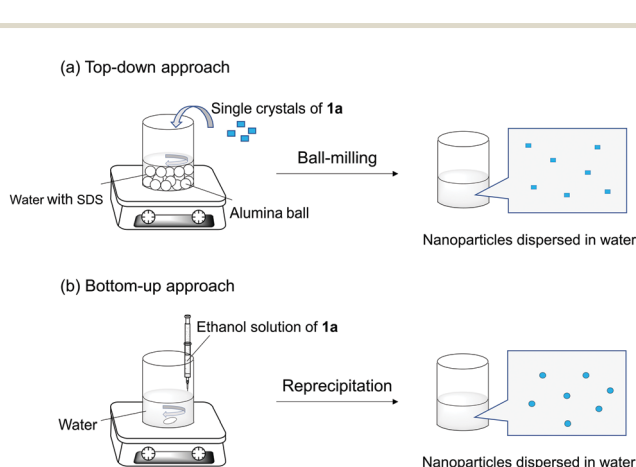 (a) Top-down approach
Single crystals of 1a
Ball-milling
Water with SDS
Alumina ball
Nanoparticles dispersed in water
(b) Bottom-up approach
Ethanol solution of 1a
Reprecipitation
Water
Nanoparticles dispersed in water